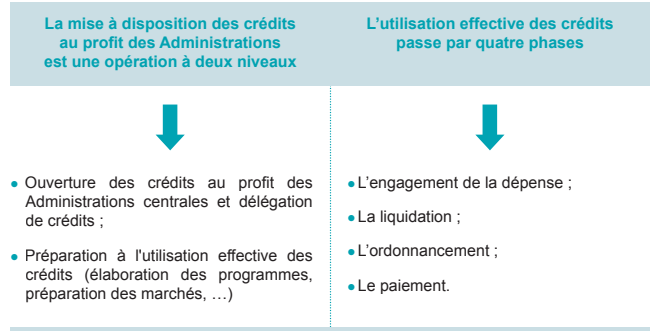 La mise à disposition des crédits
au profit des Administrations
est une opération à deux niveaux
L'utilisation effective des crédits
passe par quatre phases
• Ouverture des crédits au profit des
Administrations centrales et délégation
de crédits ;
• Préparation à l'utilisation effective des
crédits (élaboration des programmes,
préparation des marchés, …)
• L'engagement de la dépense ;
• La liquidation ;
• L'ordonnancement ;
• Le paiement.